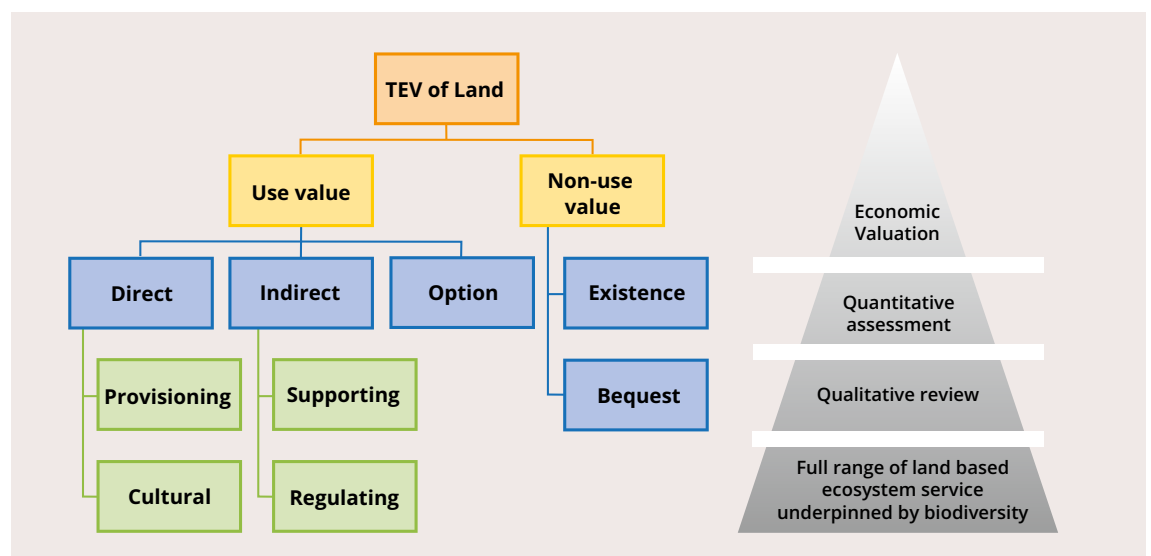 TEV of Land
Use value
Non-use
value
Direct
Indirect
Option
Existence
Provisioning
Supporting
Bequest
Cultural
Regulating
Economic
Valuation
Quantitative
assessment
Qualitative review
Full range of land based
ecosystem service
underpinned by biodiversity